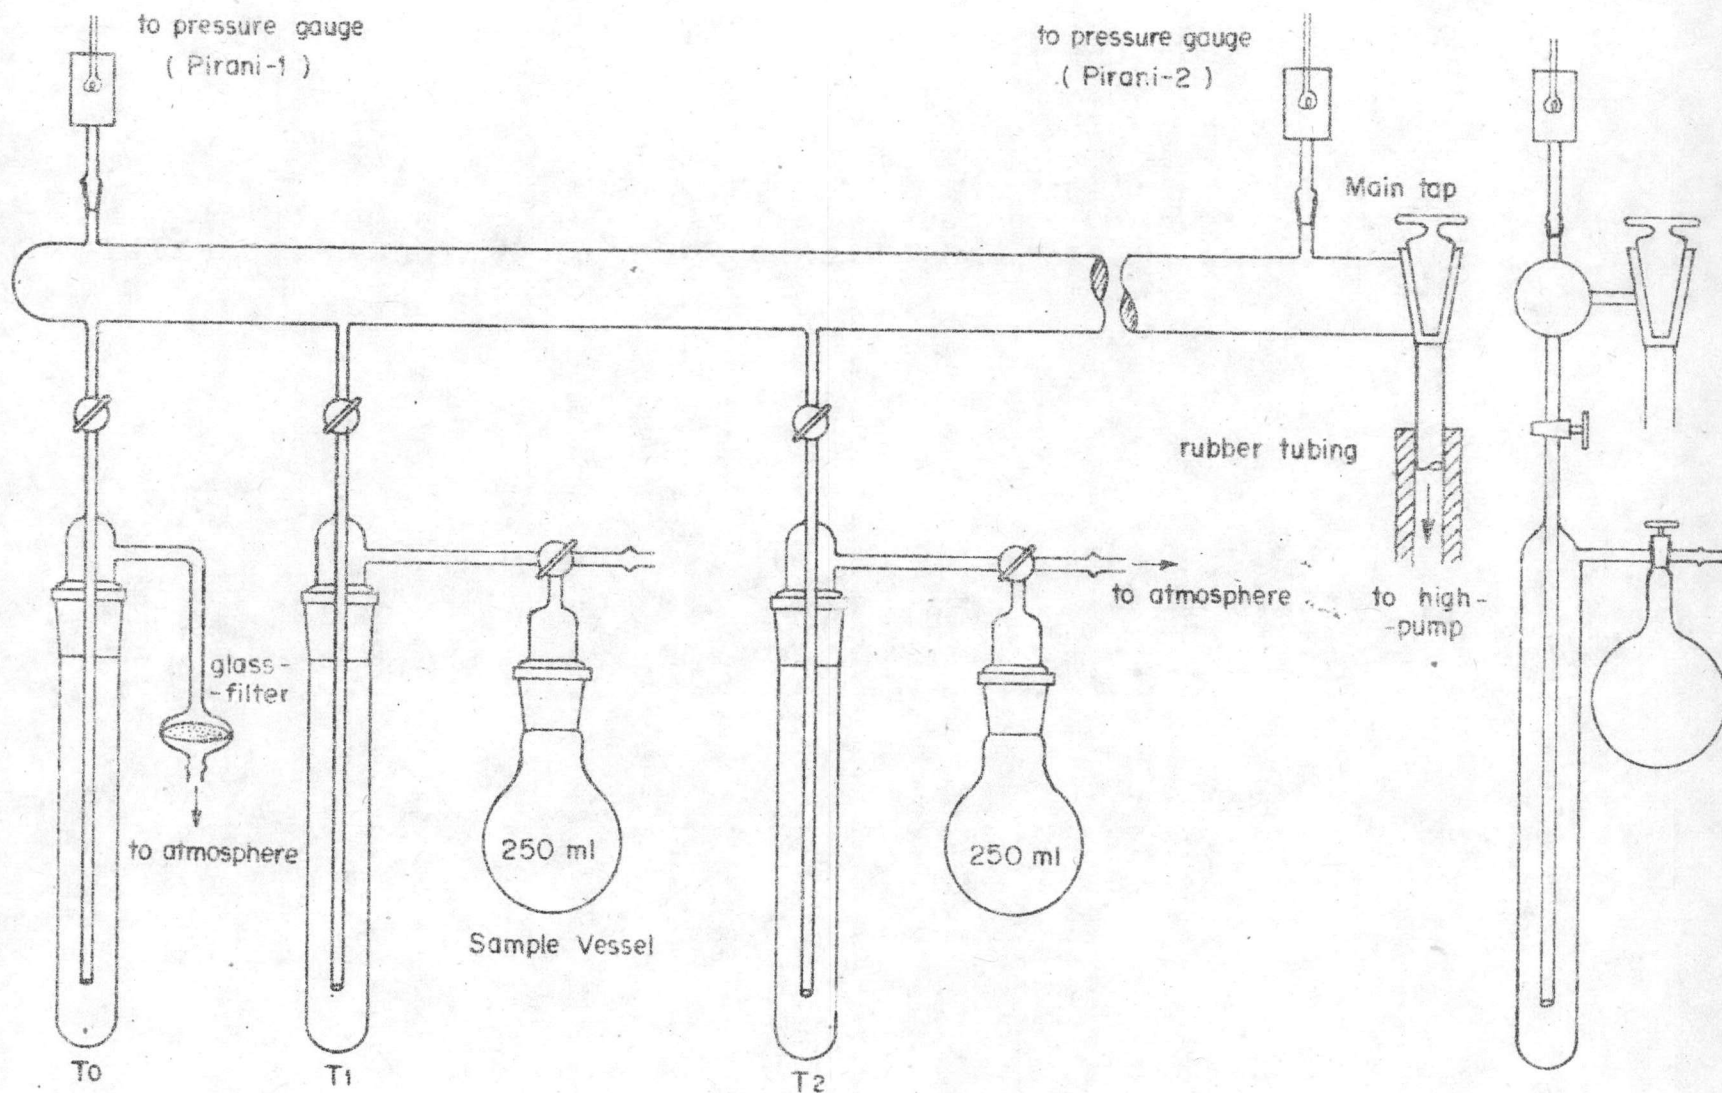 to pressure gauge
( Pirani-1 )
to pressure gauge
( Pirani-2 )
Main tap
rubber tubing
to atmosphere
to high-
-pump
glass-
-filter
to atmosphere
250 ml
250 ml
Sample Vessel
T0
T1
T2